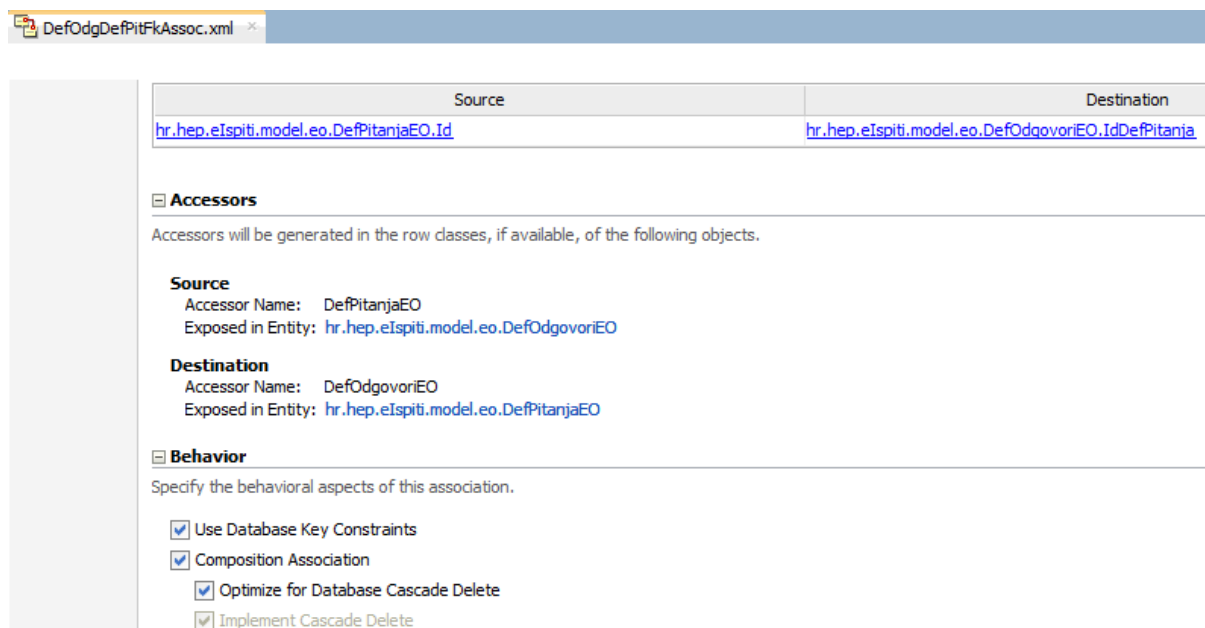 DefOdgDefPitFkAssoc.xml ×
Source Destination
hr.hep.eIspiti.model.eo.DefPitanjaEO.Id hr.hep.eIspiti.model.eo.DefOdgovoriEO.IdDefPitanja
Accessors
Accessors will be generated in the row classes, if available, of the following objects.
Source
Accessor Name: DefPitanjaEO
Exposed in Entity: hr.hep.eIspiti.model.eo.DefOdgovoriEO
Destination
Accessor Name: DefOdgovoriEO
Exposed in Entity: hr.hep.eIspiti.model.eo.DefPitanjaEO
Behavior
Specify the behavioral aspects of this association.
Use Database Key Constraints
Composition Association
Optimize for Database Cascade Delete
Implement Cascade Delete